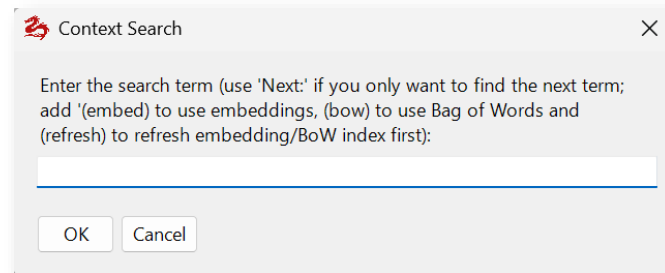 Context Search
Enter the search term (use 'Next:' if you only want to find the next term;
add '(embed) to use embeddings, (bow) to use Bag of Words and
(refresh) to refresh embedding/BoW index first):
OK
Cancel